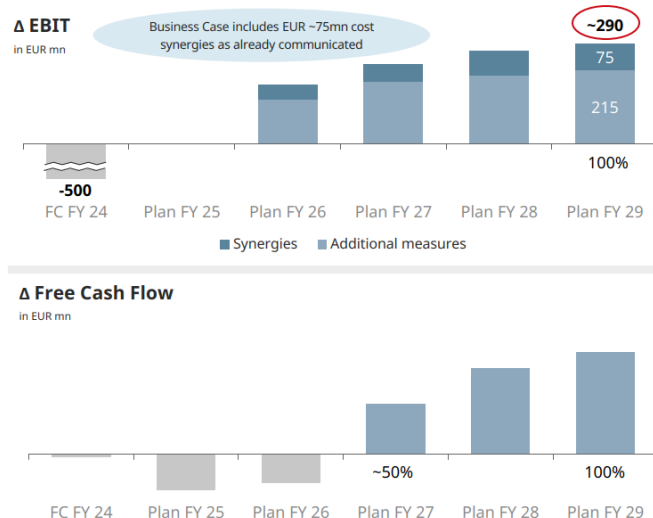 Δ EBIT
in EUR mn
Business Case includes EUR ~75mn cost
synergies as already communicated
~290
75
215
100%
-500
FC FY 24 Plan FY 25 Plan FY 26 Plan FY 27 Plan FY 28 Plan FY 29
Synergies Additional measures
Δ Free Cash Flow
in EUR mn
~50% 100%
FC FY 24 Plan FY 25 Plan FY 26 Plan FY 27 Plan FY 28 Plan FY 29